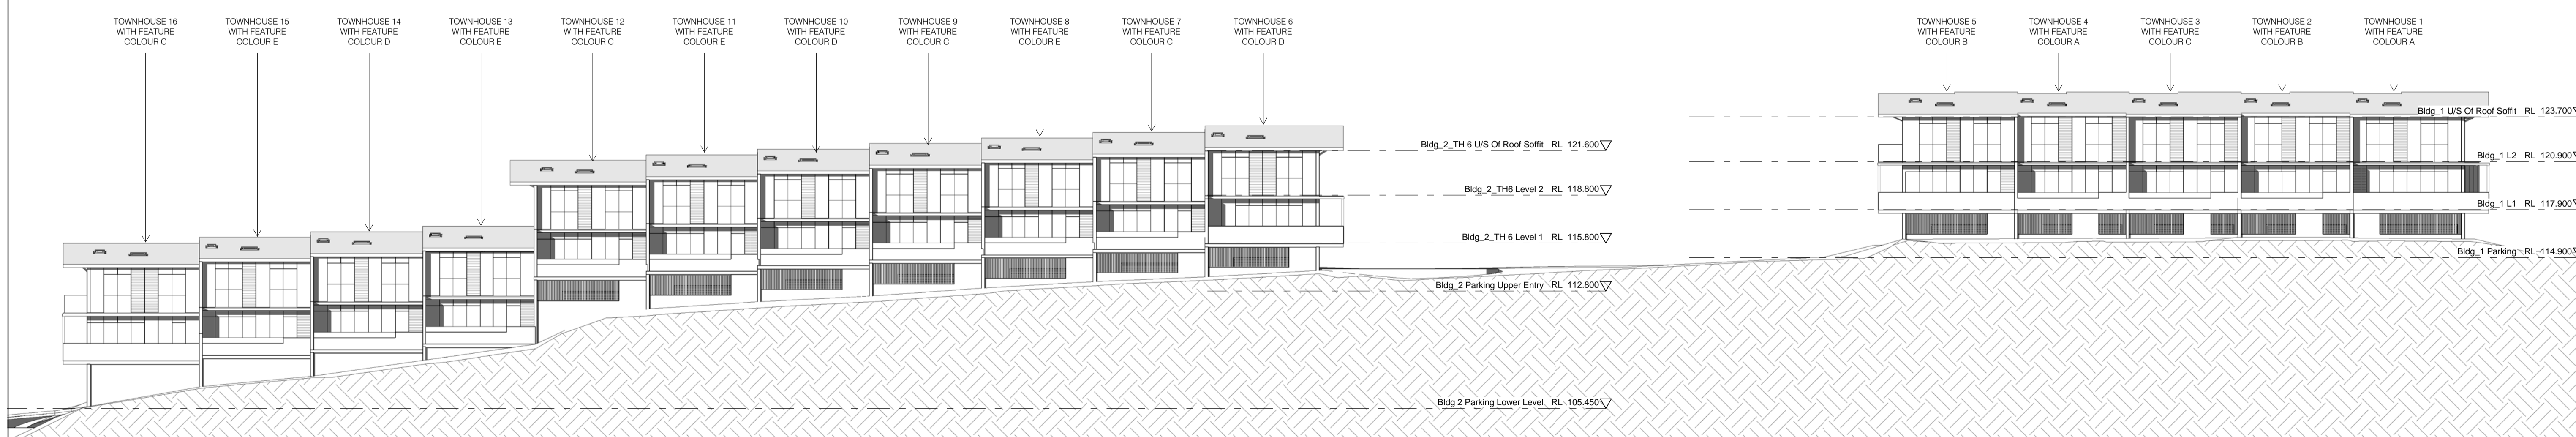 TOWNHOUSE 16
WITH FEATURE
COLOUR C
TOWNHOUSE 15
WITH FEATURE
COLOUR E
TOWNHOUSE 14
WITH FEATURE
COLOUR D
TOWNHOUSE 13
WITH FEATURE
COLOUR E
TOWNHOUSE 12
WITH FEATURE
COLOUR C
TOWNHOUSE 11
WITH FEATURE
COLOUR E
TOWNHOUSE 10
WITH FEATURE
COLOUR D
TOWNHOUSE 9
WITH FEATURE
COLOUR C
TOWNHOUSE 8
WITH FEATURE
COLOUR E
TOWNHOUSE 7
WITH FEATURE
COLOUR C
TOWNHOUSE 6
WITH FEATURE
COLOUR D
TOWNHOUSE 5
WITH FEATURE
COLOUR B
TOWNHOUSE 4
WITH FEATURE
COLOUR A
TOWNHOUSE 3
WITH FEATURE
COLOUR C
TOWNHOUSE 2
WITH FEATURE
COLOUR B
TOWNHOUSE 1
WITH FEATURE
COLOUR A
Bldg_2_TH 6 U/S Of Roof Soffit RL 121.600
Bldg_2_TH6 Level 2 RL 118.800
Bldg_2_TH 6 Level 1 RL 115.800
Bldg_2 Parking Upper Entry RL 112.800
Bldg 2 Parking Lower Level RL 105.450
Bldg_1 U/S Of Roof Soffit RL 123.700
Bldg_1 L2 RL 120.900
Bldg_1 L1 RL 117.900
Bldg_1 Parking RL 114.900